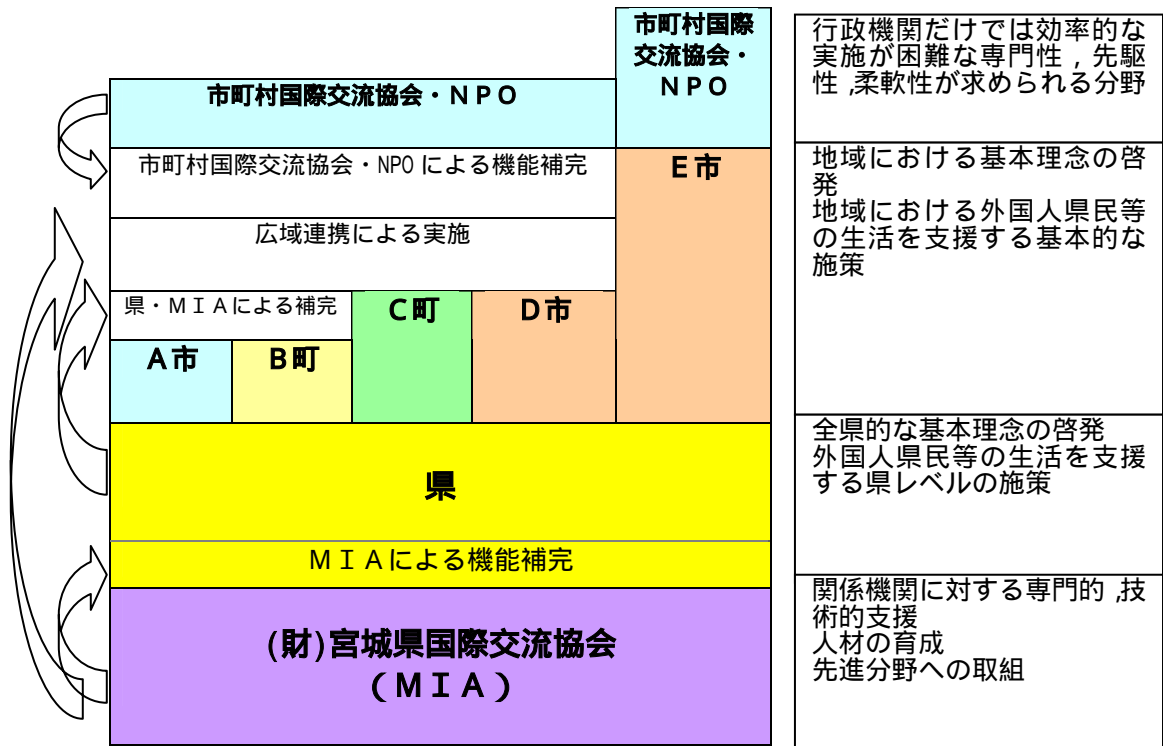 市町村国際
交流協会・
ＮＰＯ
市町村国際交流協会・ＮＰＯ
市町村国際交流協会・NPOによる機能補完
Ｅ市
広域連携による実施
県・ＭＩＡによる補完
Ｃ町
Ｄ市
Ａ市
Ｂ町
県
ＭＩＡによる機能補完
(財)宮城県国際交流協会
（ＭＩＡ）
行政機関だけでは効率的な
実施が困難な専門性，先駆
性，柔軟性が求められる分野
地域における基本理念の啓
発
地域における外国人県民等
の生活を支援する基本的な
施策
全県的な基本理念の啓発
外国人県民等の生活を支援
する県レベルの施策
関係機関に対する専門的，技
術的支援
人材の育成
先進分野への取組